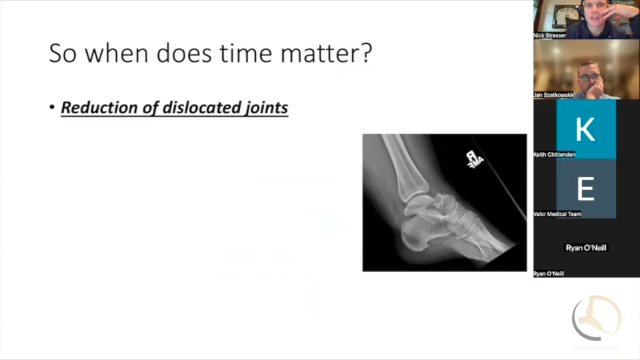 So when does time matter?
• Reduction of dislocated joints
R
Nick Strasser
Jan Szatkowski
K
Keith Chittenden
E
Valor Medical Team
Ryan O'Neill
Ryan O'Neill